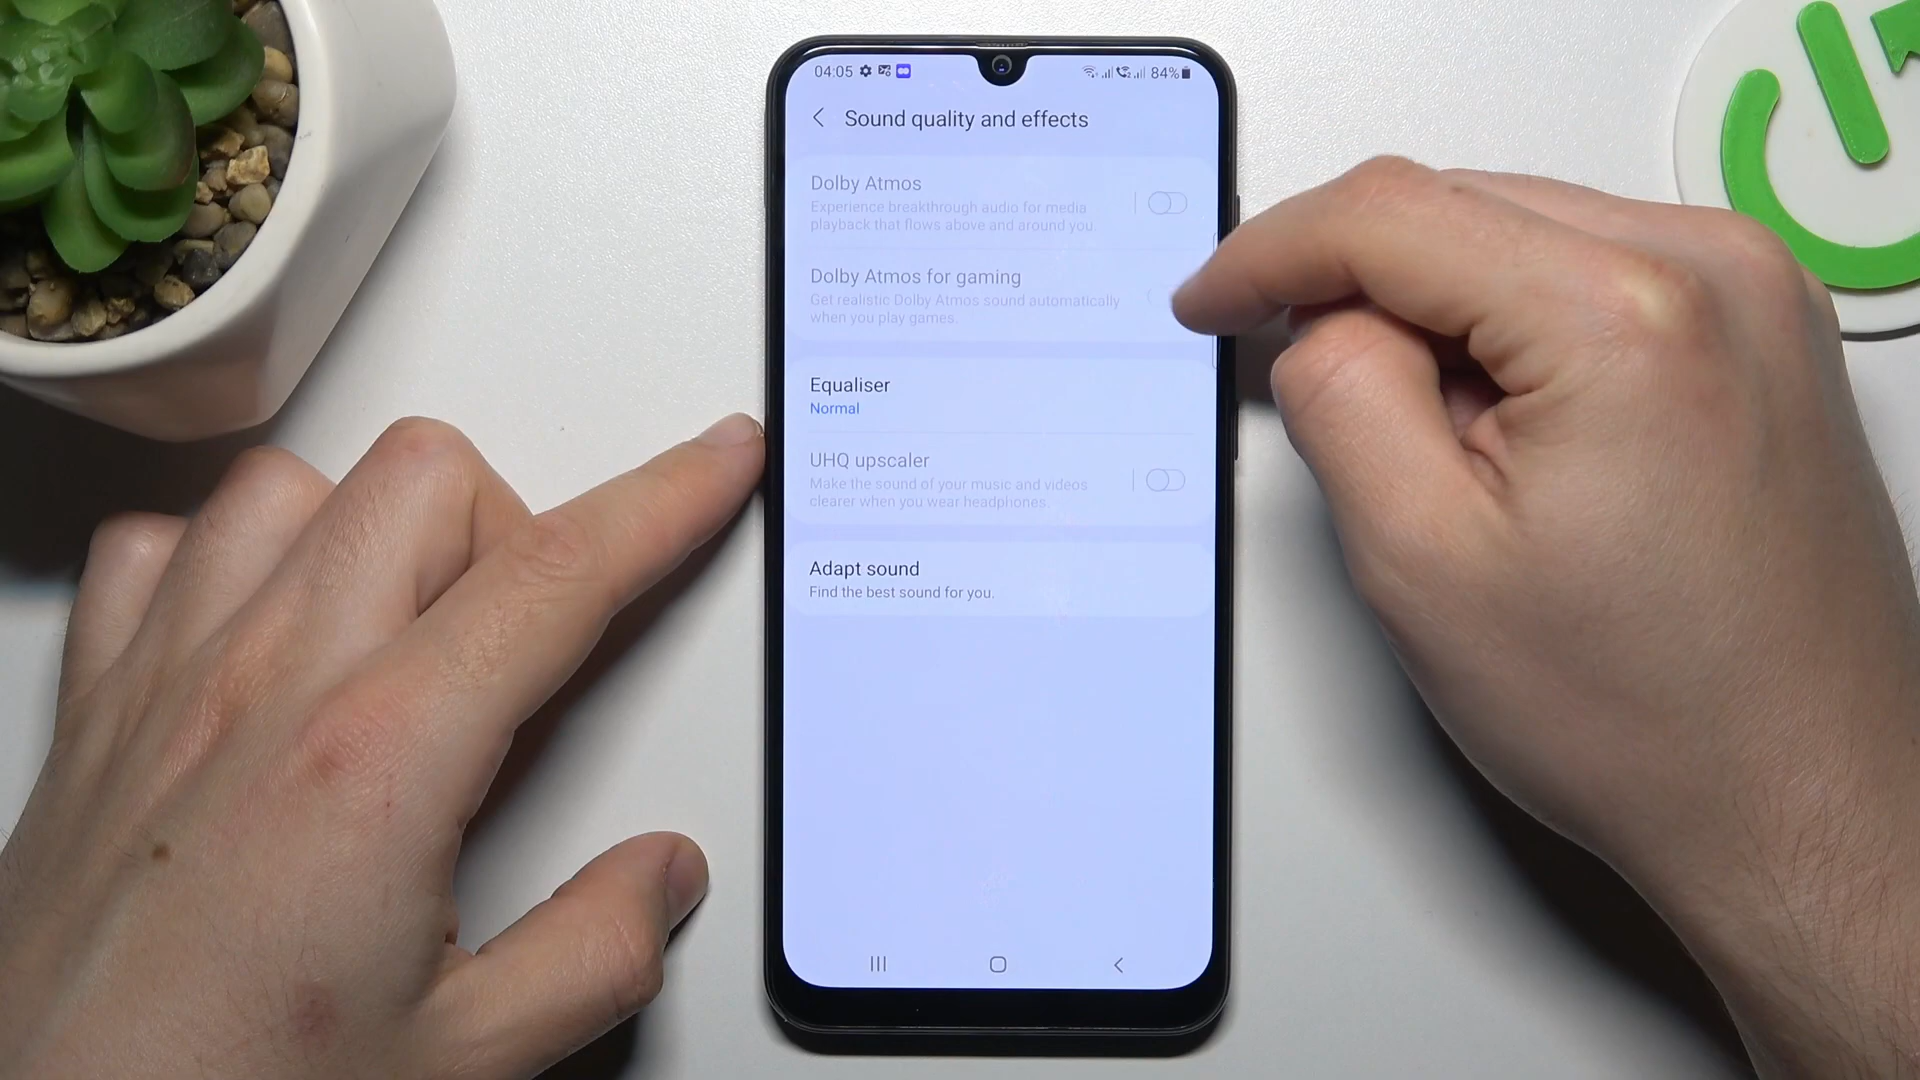 04:05 84%
Sound quality and effects
Dolby Atmos
Experience breakthrough audio for media
playback that flows above and around you.
Dolby Atmos for gaming
Get realistic Dolby Atmos sound automatically
when you play games.
Equaliser
Normal
UHQ upscaler
Make the sound of your music and videos
clearer when you wear headphones.
Adapt sound
Find the best sound for you.